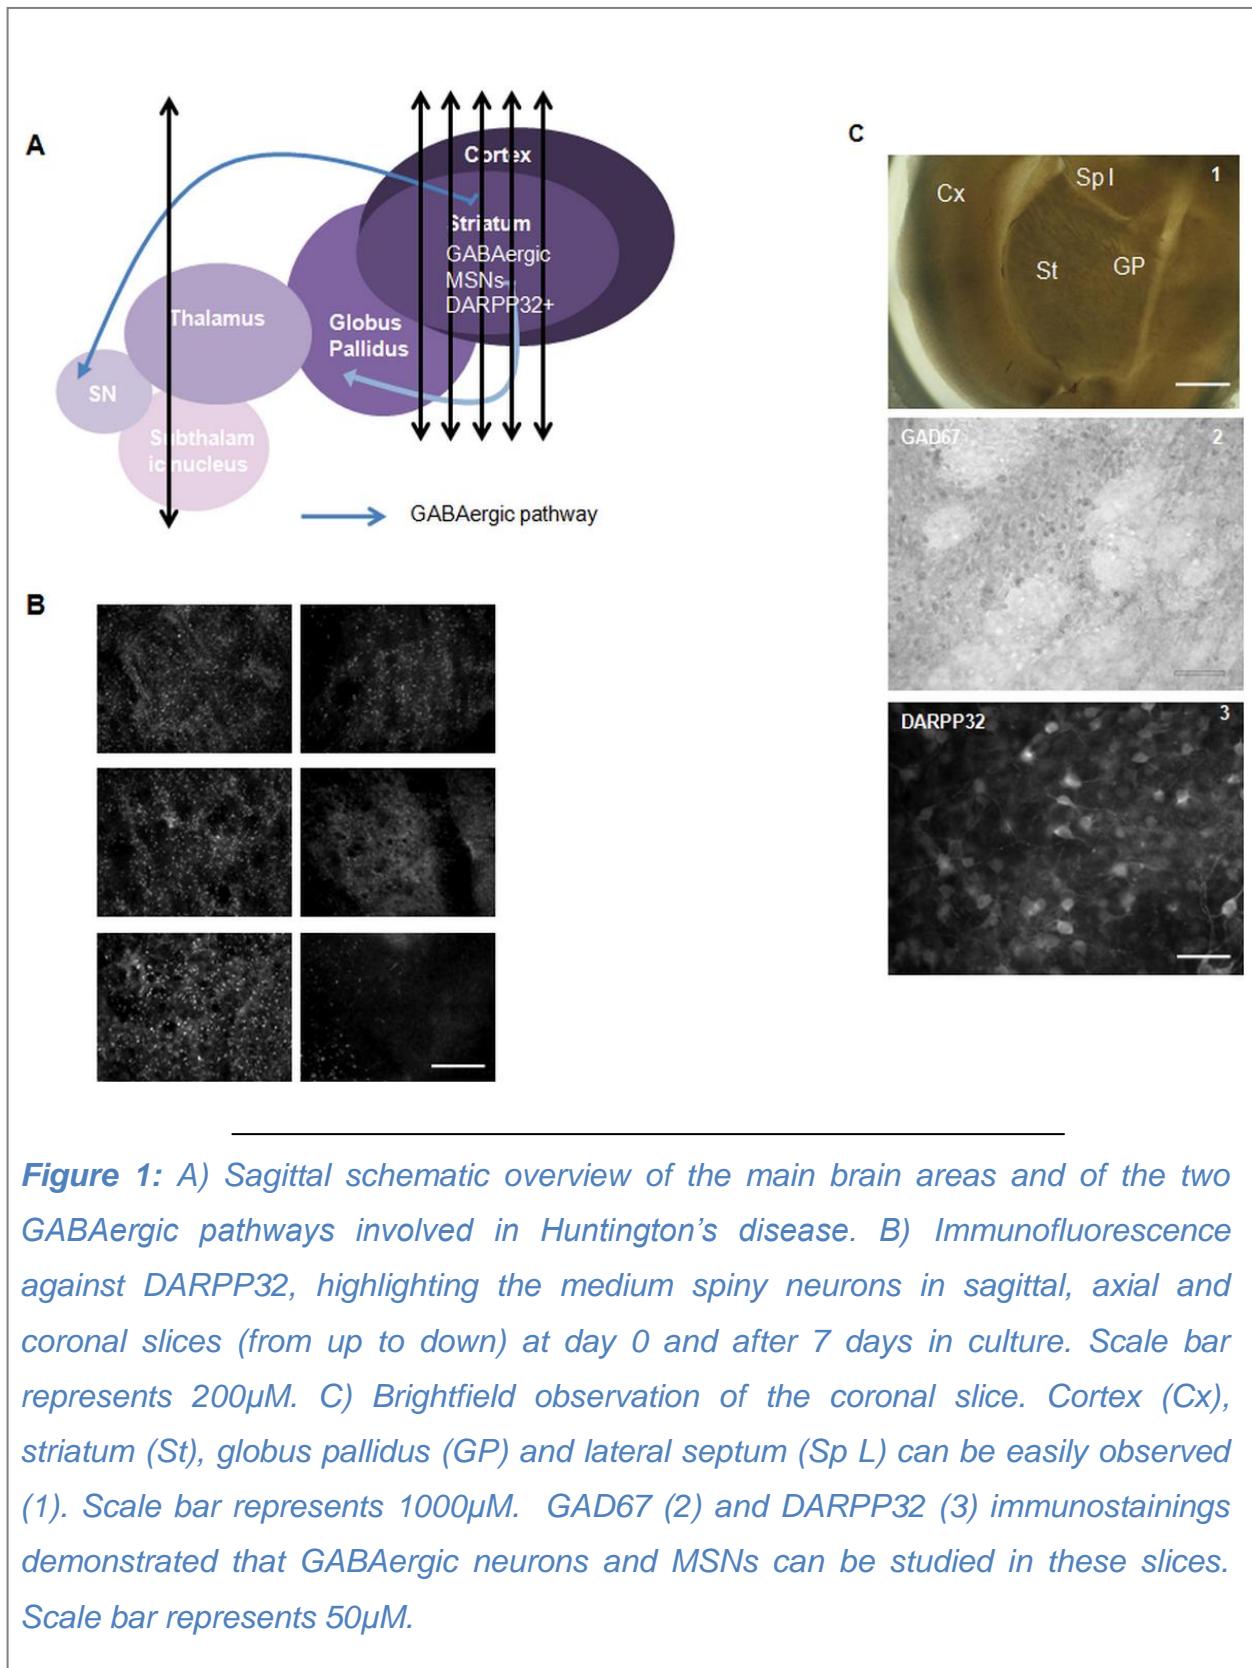 A
Cortex
Striatum
GABAergic
MSNs
DARPP32+
Thalamus
Globus
Pallidus
SN
Subthalam
ic nucleus
GABAergic pathway
B
C
Cx
Sp l
1
St
GP
GAD67
2
DARPP32
3
Figure 1: A) Sagittal schematic overview of the main brain areas and of the two
GABAergic pathways involved in Huntington’s disease. B) Immunofluorescence
against DARPP32, highlighting the medium spiny neurons in sagittal, axial and
coronal slices (from up to down) at day 0 and after 7 days in culture. Scale bar
represents 200µM. C) Brightfield observation of the coronal slice. Cortex (Cx),
striatum (St), globus pallidus (GP) and lateral septum (Sp L) can be easily observed
(1). Scale bar represents 1000µM. GAD67 (2) and DARPP32 (3) immunostainings
demonstrated that GABAergic neurons and MSNs can be studied in these slices.
Scale bar represents 50µM.